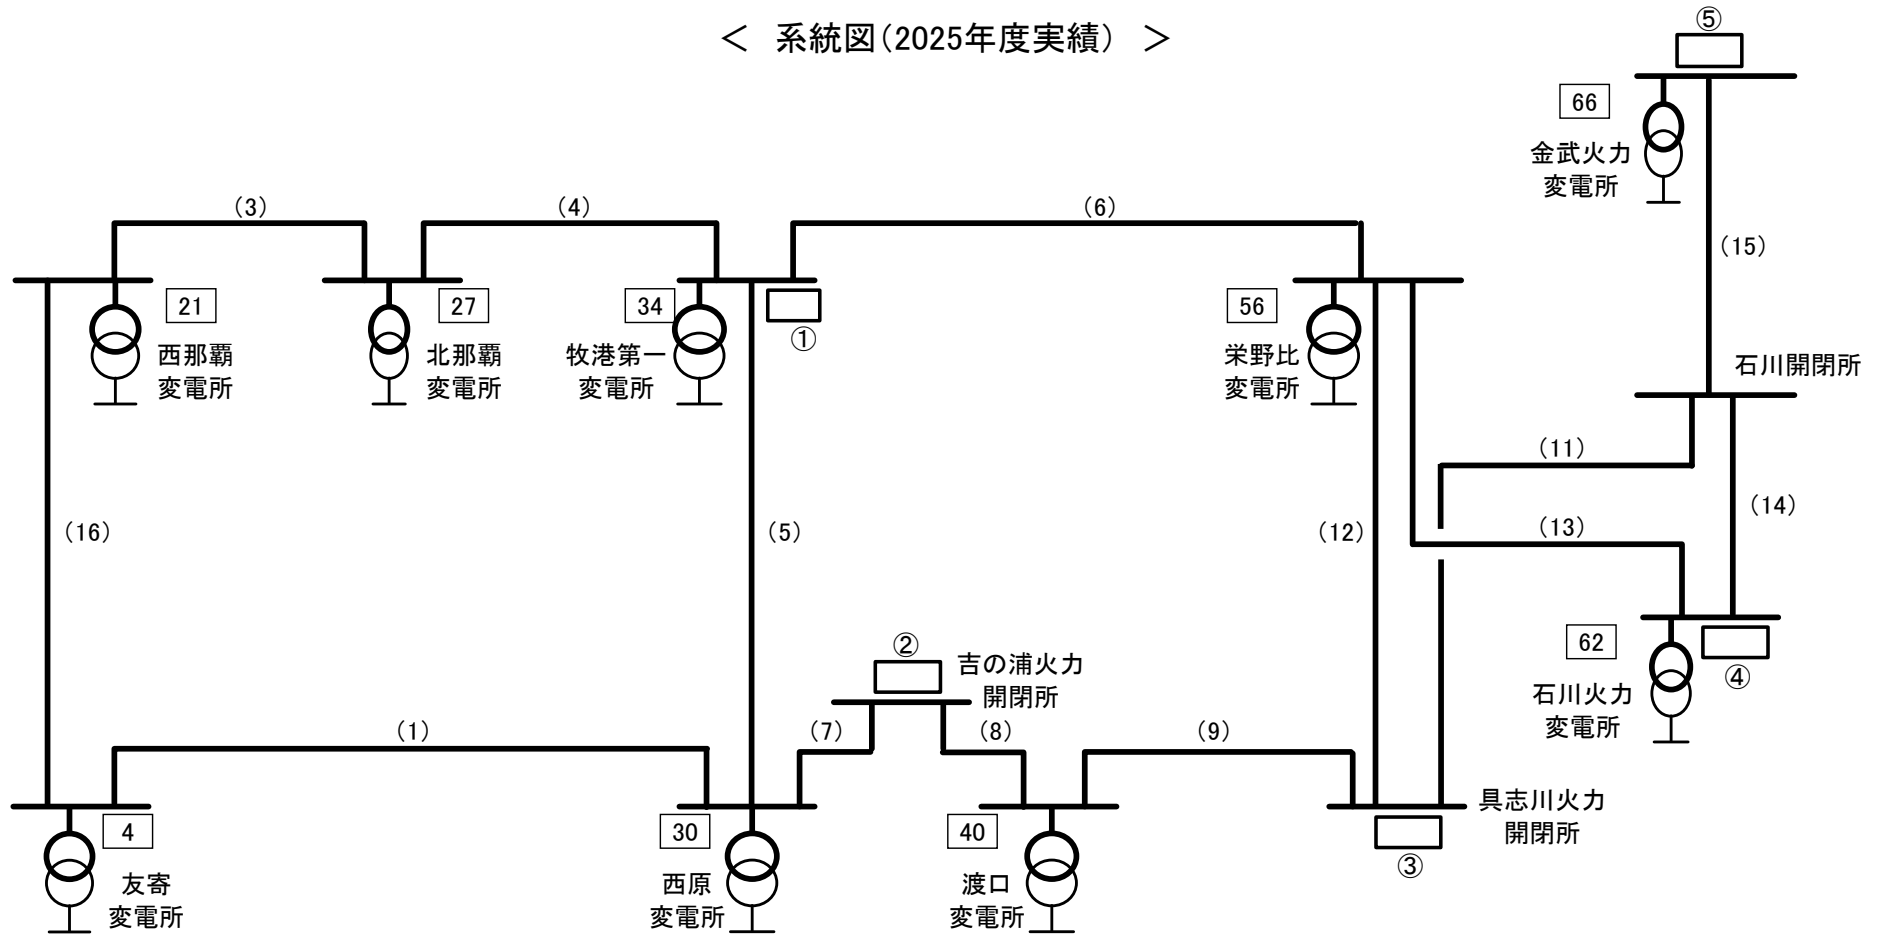 ＜ 系統図（2025年度実績） ＞
⑤
66
金武火力
変電所
（3）
（4）
（6）
（15）
21
西那覇
変電所
27
北那覇
変電所
34
牧港第一
変電所
①
56
栄野比
変電所
石川開閉所
（11）
（16）
（5）
（12）
（13）
（14）
②
吉の浦火力
開閉所
62
石川火力
変電所
④
（1）
（7）
（8）
（9）
4
友寄
変電所
30
西原
変電所
40
渡口
変電所
具志川火力
開閉所
③